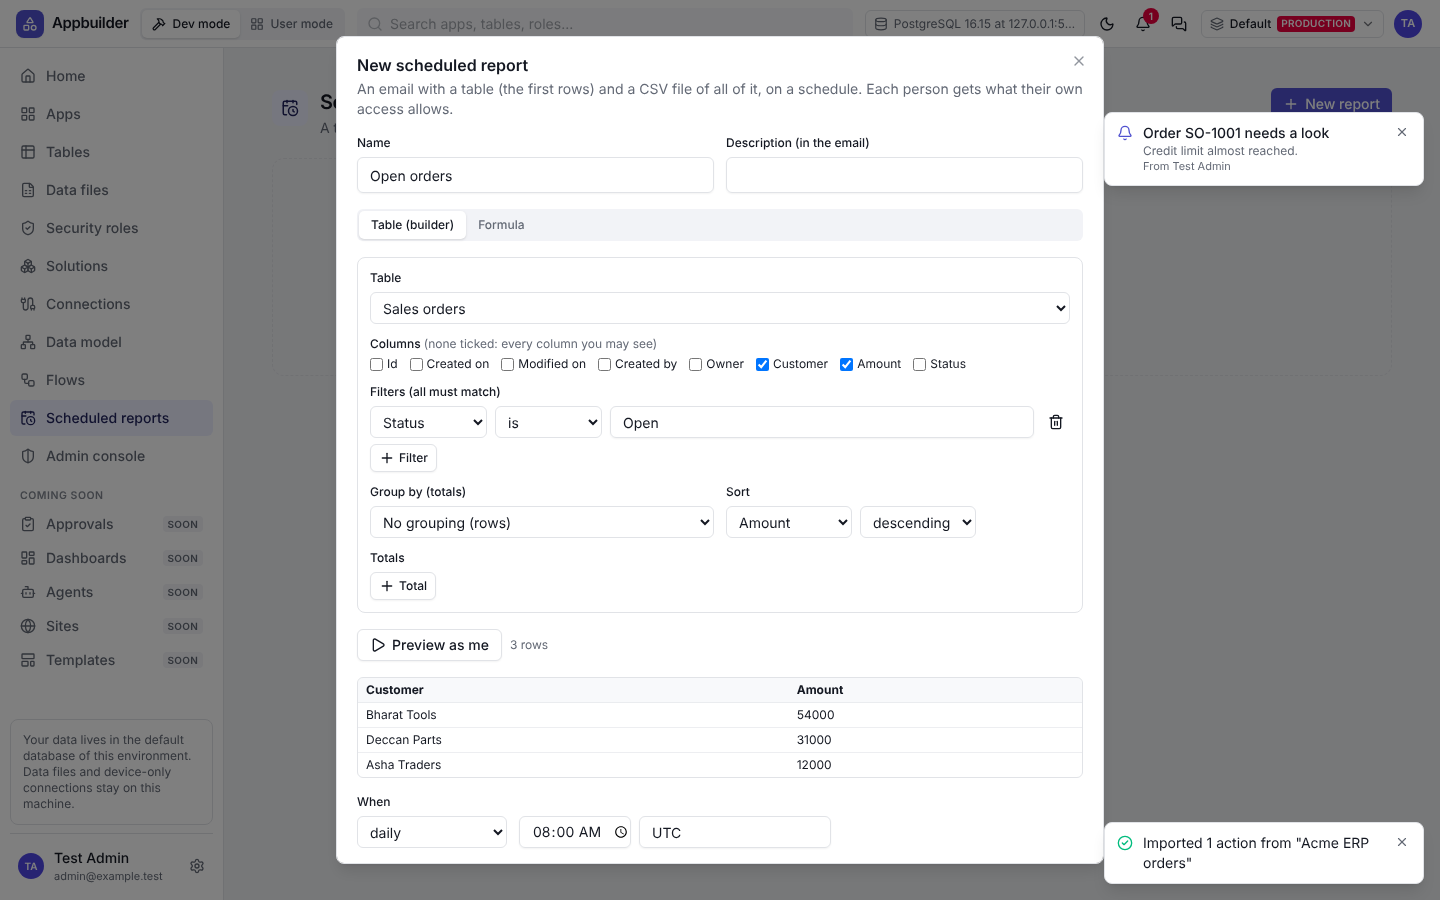 Appbuilder
Dev mode
User mode
Search apps, tables, roles...
PostgreSQL 16.15 at 127.0.0.1:5...
1
Default
PRODUCTION
TA
Home
Apps
Tables
Data files
Security roles
Solutions
Connections
Data model
Flows
Scheduled reports
Admin console
COMING SOON
Approvals SOON
Dashboards SOON
Agents SOON
Sites SOON
Templates SOON
Your data lives in the default
database of this environment.
Data files and device-only
connections stay on this
machine.
TA
Test Admin
admin@example.test
New report
New scheduled report
An email with a table (the first rows) and a CSV file of all of it, on a schedule. Each person gets what their own
access allows.
Name
Description (in the email)
Open orders
Table (builder)
Formula
Table
Sales orders
Columns (none ticked: every column you may see)
Id Created on Modified on Created by Owner Customer Amount Status
Filters (all must match)
Status is Open
Filter
Group by (totals)
Sort
No grouping (rows)
Amount descending
Totals
Total
Preview as me 3 rows
Customer Amount
Bharat Tools 54000
Deccan Parts 31000
Asha Traders 12000
When
daily 08:00 AM UTC
Order SO-1001 needs a look
Credit limit almost reached.
From Test Admin
Imported 1 action from "Acme ERP
orders"